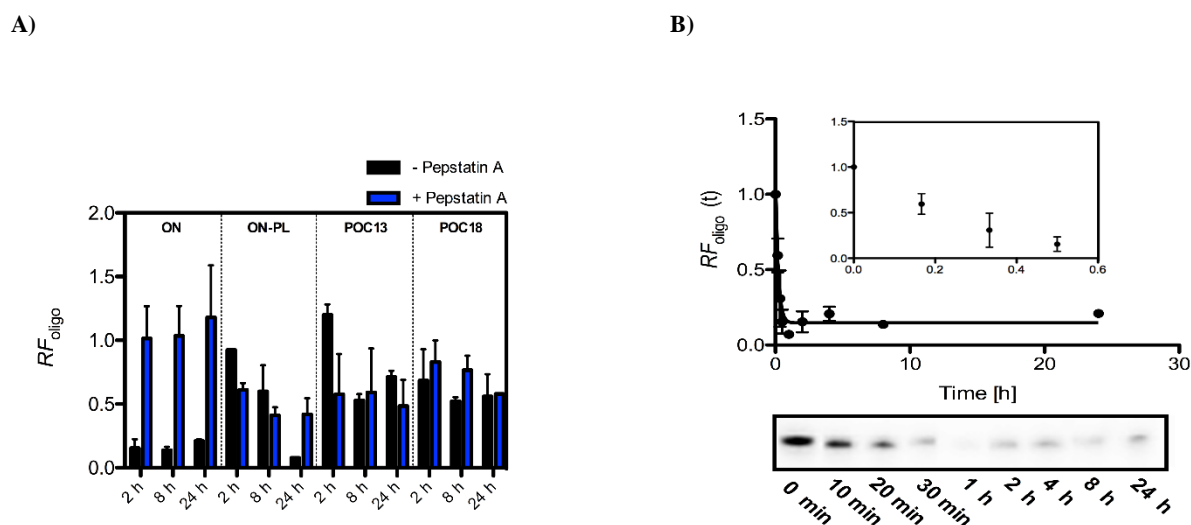 A)
- Pepstatin A
+ Pepstatin A
2.0
1.5
1.0
0.5
0.0
RFoligo
ON
ON-PL
POC13
POC18
2 h
8 h
24 h
2 h
8 h
24 h
2 h
8 h
24 h
2 h
8 h
24 h
B)
1.5
1.0
0.5
0.0
RFoligo (t)
1.5
1.0
0.5
0.0
0.0
0.2
0.4
0.6
0
10
20
30
Time [h]
0 min
10 min
20 min
30 min
1 h
2 h
4 h
8 h
24 h